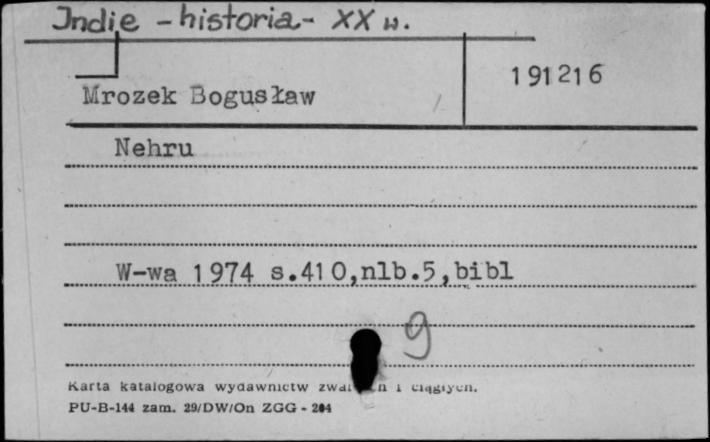 Indie - historia - XX w.
191216
Mrozek Bogusław
Nehru
W-wa 1974 s.410,nlb.5,bibl
9
Karta katalogowa wydawnictw i ciągłych.
PU-B-144 zam. 29/DW/On ZGG - 204